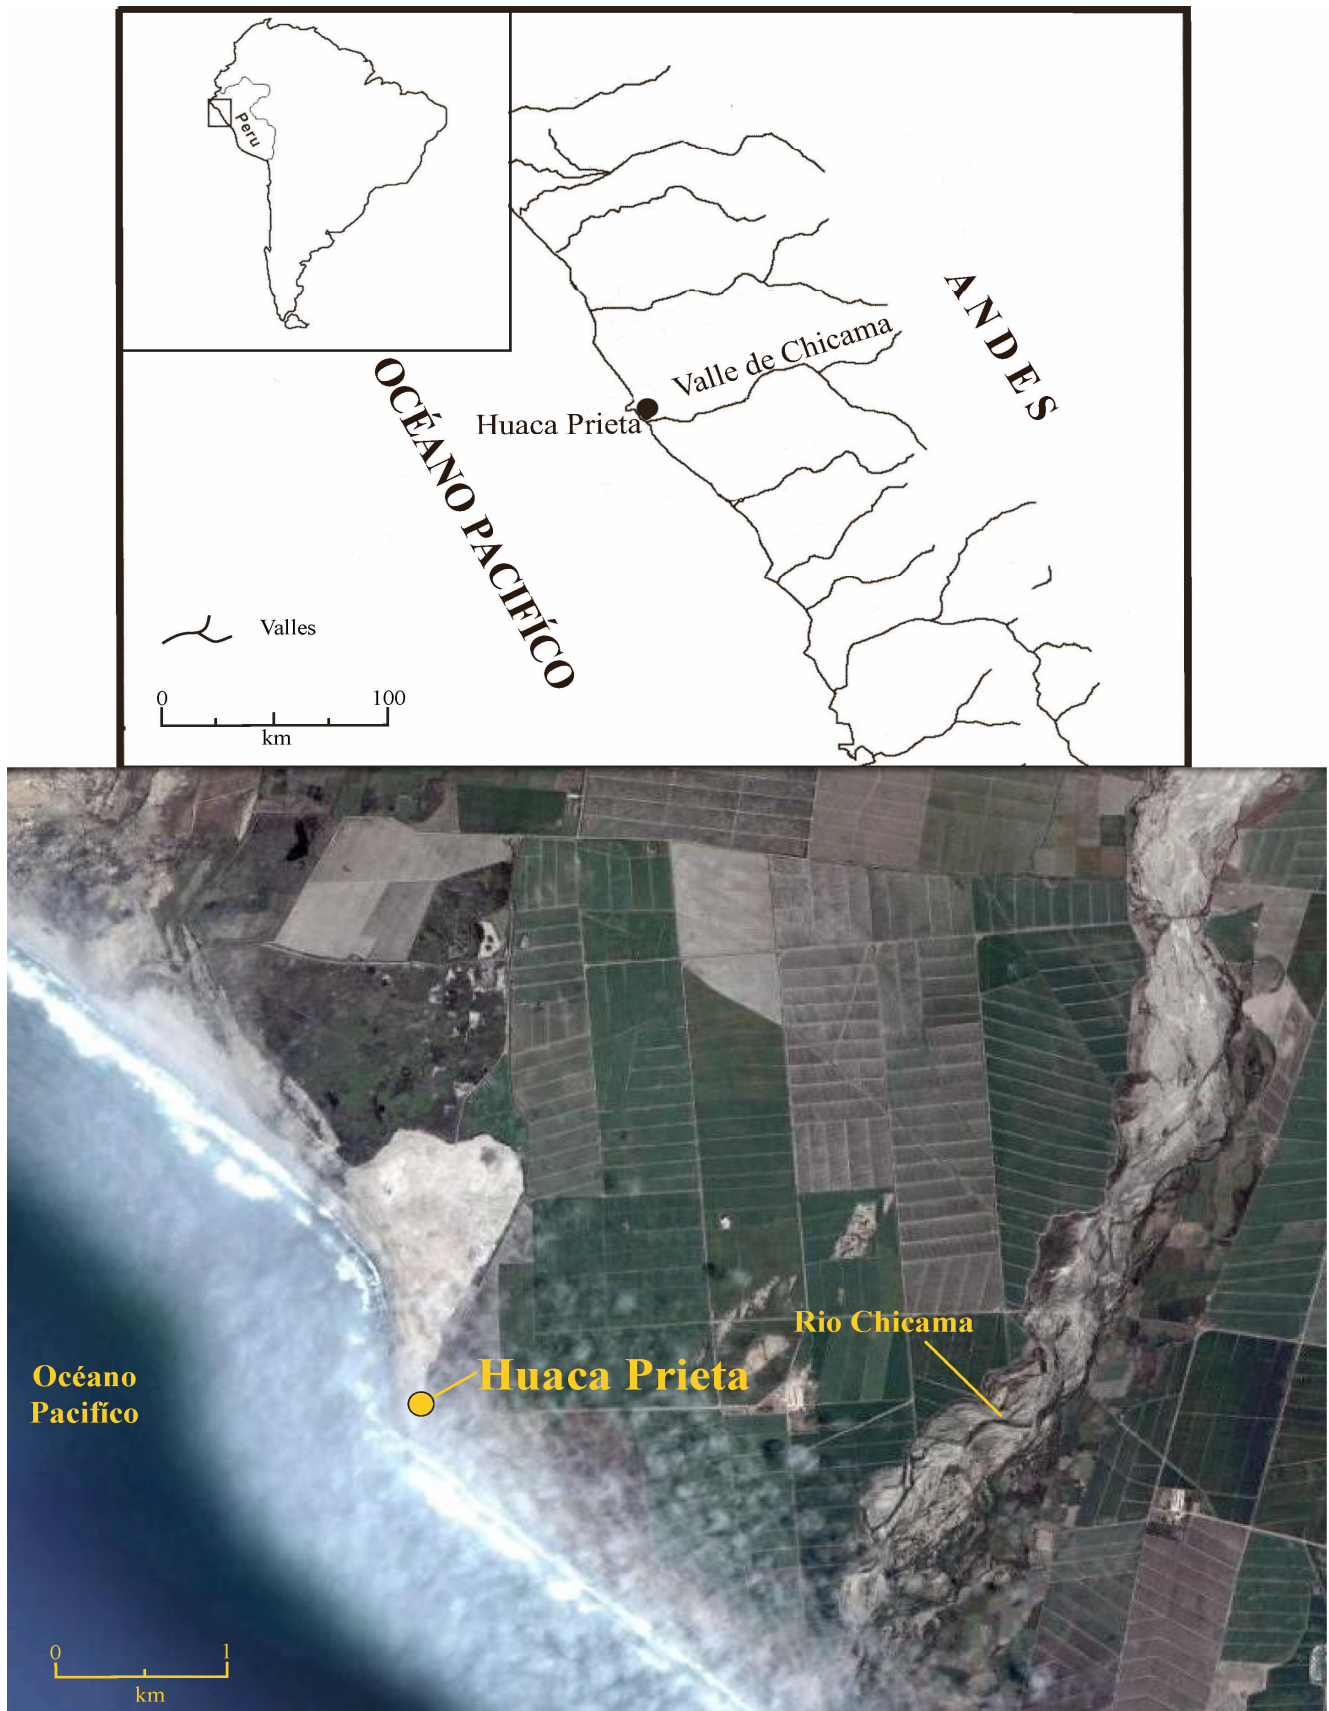 Peru
ANDES
Valle de Chicama
OCÉANO PACIFÍCO
Huaca Prieta
Valles
0 100
km
Rio Chicama
Huaca Prieta
Océano
Pacifíco
0 1
km